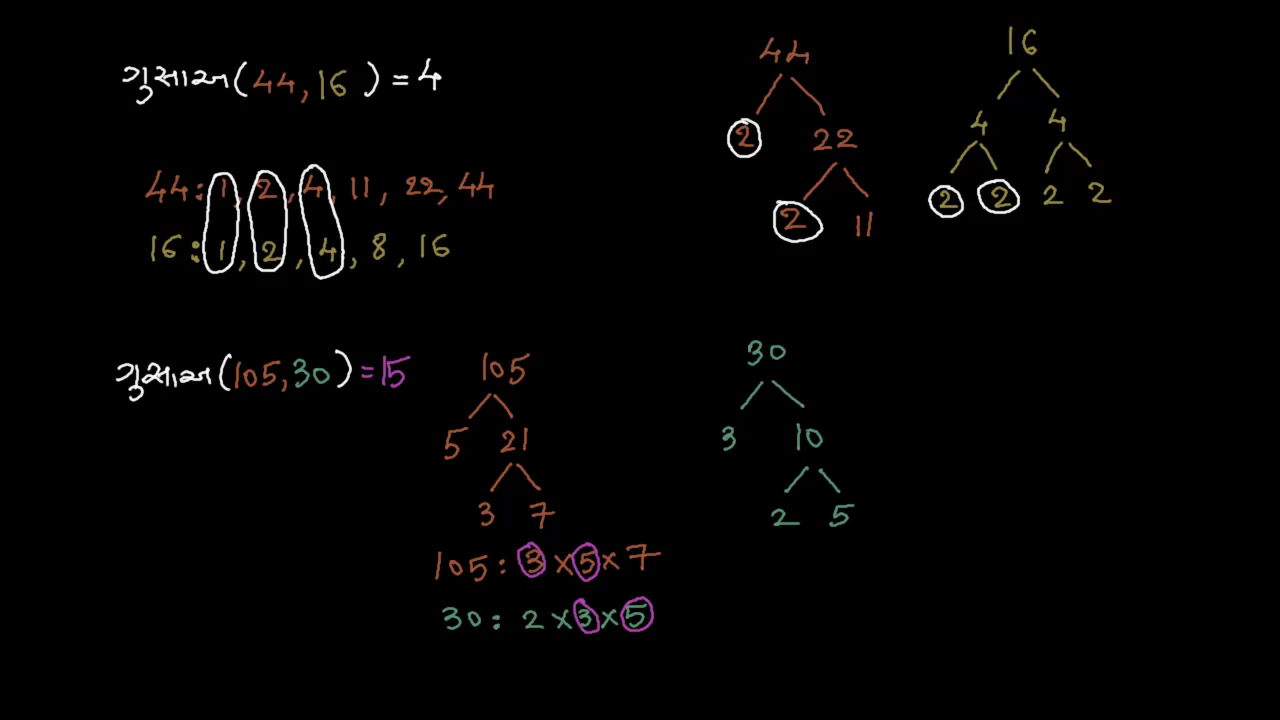 ગુસાઅ(44, 16) = 4
44: 1, 2, 4, 11, 22, 44
16: 1, 2, 4, 8, 16
44
2 22
2 11
16
4 4
2 2 2 2
ગુસાઅ(105, 30) = 15
105
5 21
3 7
105: 3 × 5 × 7
30: 2 × 3 × 5
30
3 10
2 5